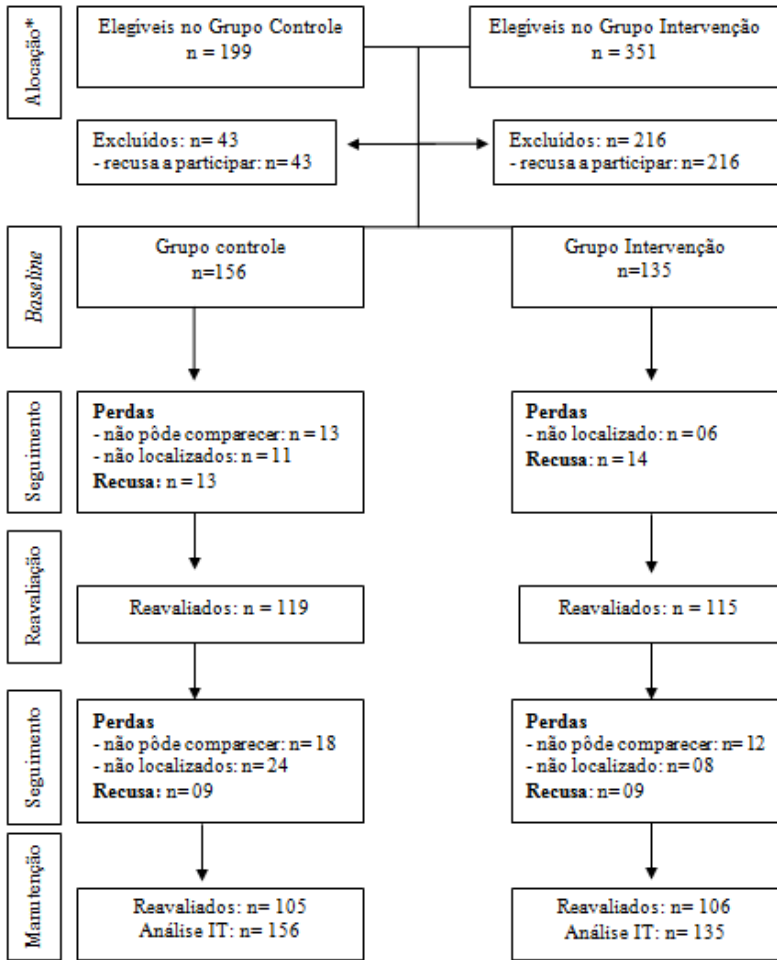 Alocação*
Elegíveis no Grupo Controle
n = 199
Elegíveis no Grupo Intervenção
n = 351
Excluídos: n= 43
- recusa a participar: n= 43
Excluídos: n= 216
- recusa a participar: n= 216
Baseline
Grupo controle
n=156
Grupo Intervenção
n=135
Seguimento
Perdas
- não pôde comparecer: n = 13
- não localizados: n = 11
Recusa: n = 13
Perdas
- não localizado: n = 06
Recusa: n = 14
Reavaliação
Reavaliados: n = 119
Reavaliados: n = 115
Seguimento
Perdas
- não pôde comparecer: n= 18
- não localizados: n= 24
Recusa: n= 09
Perdas
- não pôde comparecer: n= 12
- não localizado: n= 08
Recusa: n= 09
Manutenção
Reavaliados: n= 105
Análise IT: n= 156
Reavaliados: n= 106
Análise IT: n= 135